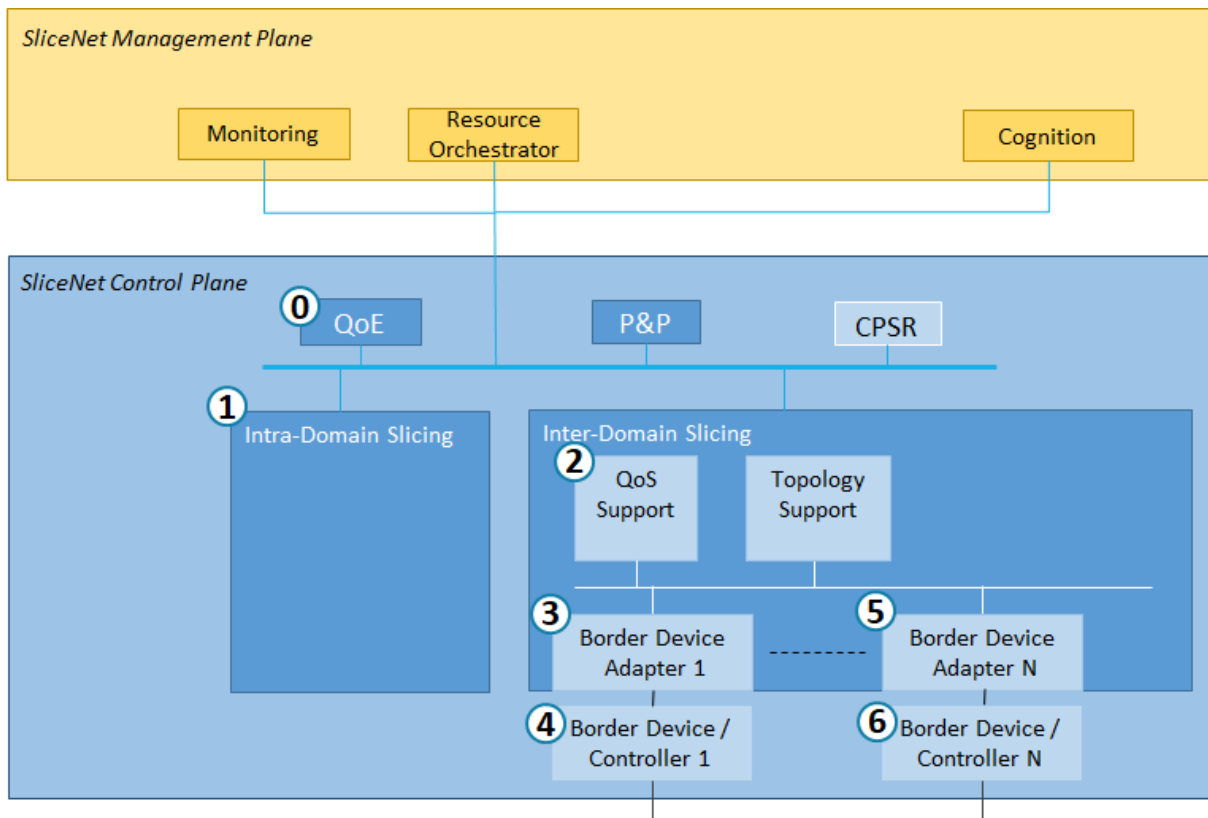 SliceNet Management Plane
Monitoring
Resource
Orchestrator
Cognition
SliceNet Control Plane
0
QoE
P&P
CPSR
1
Intra-Domain Slicing
Inter-Domain Slicing
2
QoS
Support
Topology
Support
3
Border Device
Adapter 1
5
Border Device
Adapter N
4
Border Device /
Controller 1
6
Border Device /
Controller N